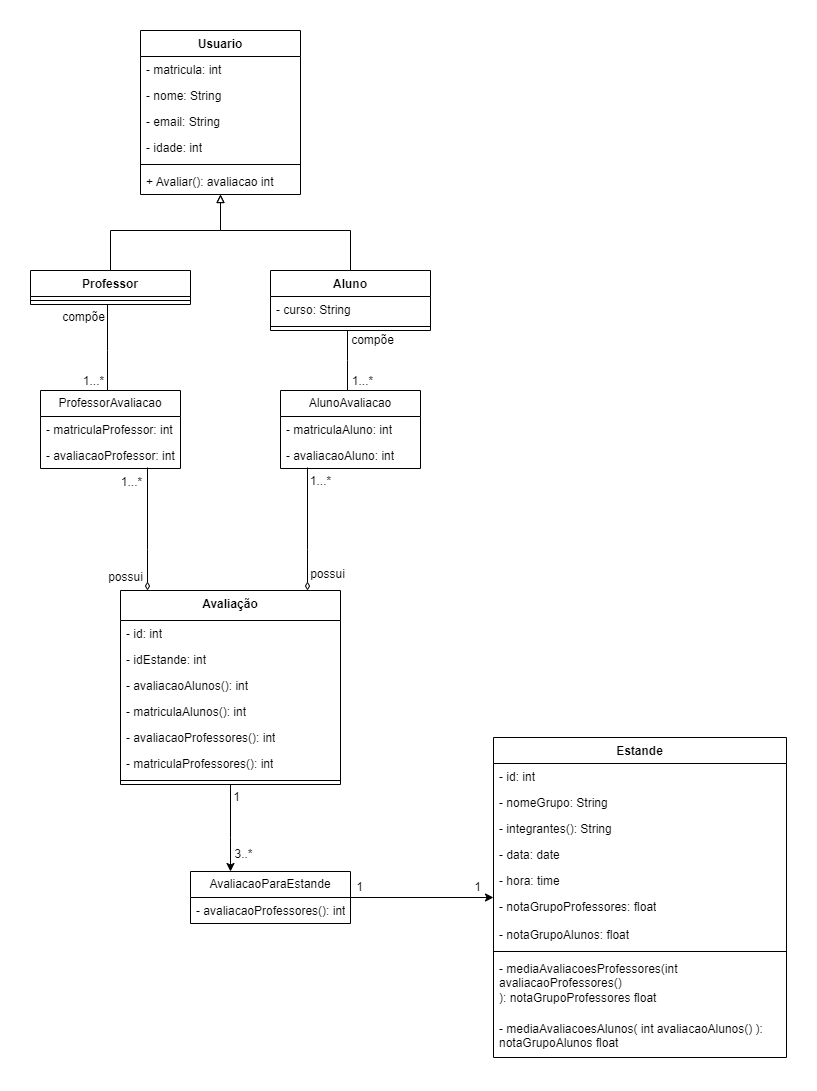 Usuario
- matricula: int
- nome: String
- email: String
- idade: int
+ Avaliar(): avaliacao int
Professor
Aluno
- curso: String
compõe
compõe
1...*
1...*
ProfessorAvaliacao
- matriculaProfessor: int
- avaliacaoProfessor: int
AlunoAvaliacao
- matriculaAluno: int
- avaliacaoAluno: int
1...*
1...*
possui
possui
Avaliação
- id: int
- idEstande: int
- avaliacaoAlunos(): int
- matriculaAlunos(): int
- avaliacaoProfessores(): int
- matriculaProfessores(): int
1
3..*
AvaliacaoParaEstande
- avaliacaoProfessores(): int
1
1
Estande
- id: int
- nomeGrupo: String
- integrantes(): String
- data: date
- hora: time
- notaGrupoProfessores: float
- notaGrupoAlunos: float
- mediaAvaliacoesProfessores(int
avaliacaoProfessores()
): notaGrupoProfessores float
- mediaAvaliacoesAlunos( int avaliacaoAlunos() ):
notaGrupoAlunos float